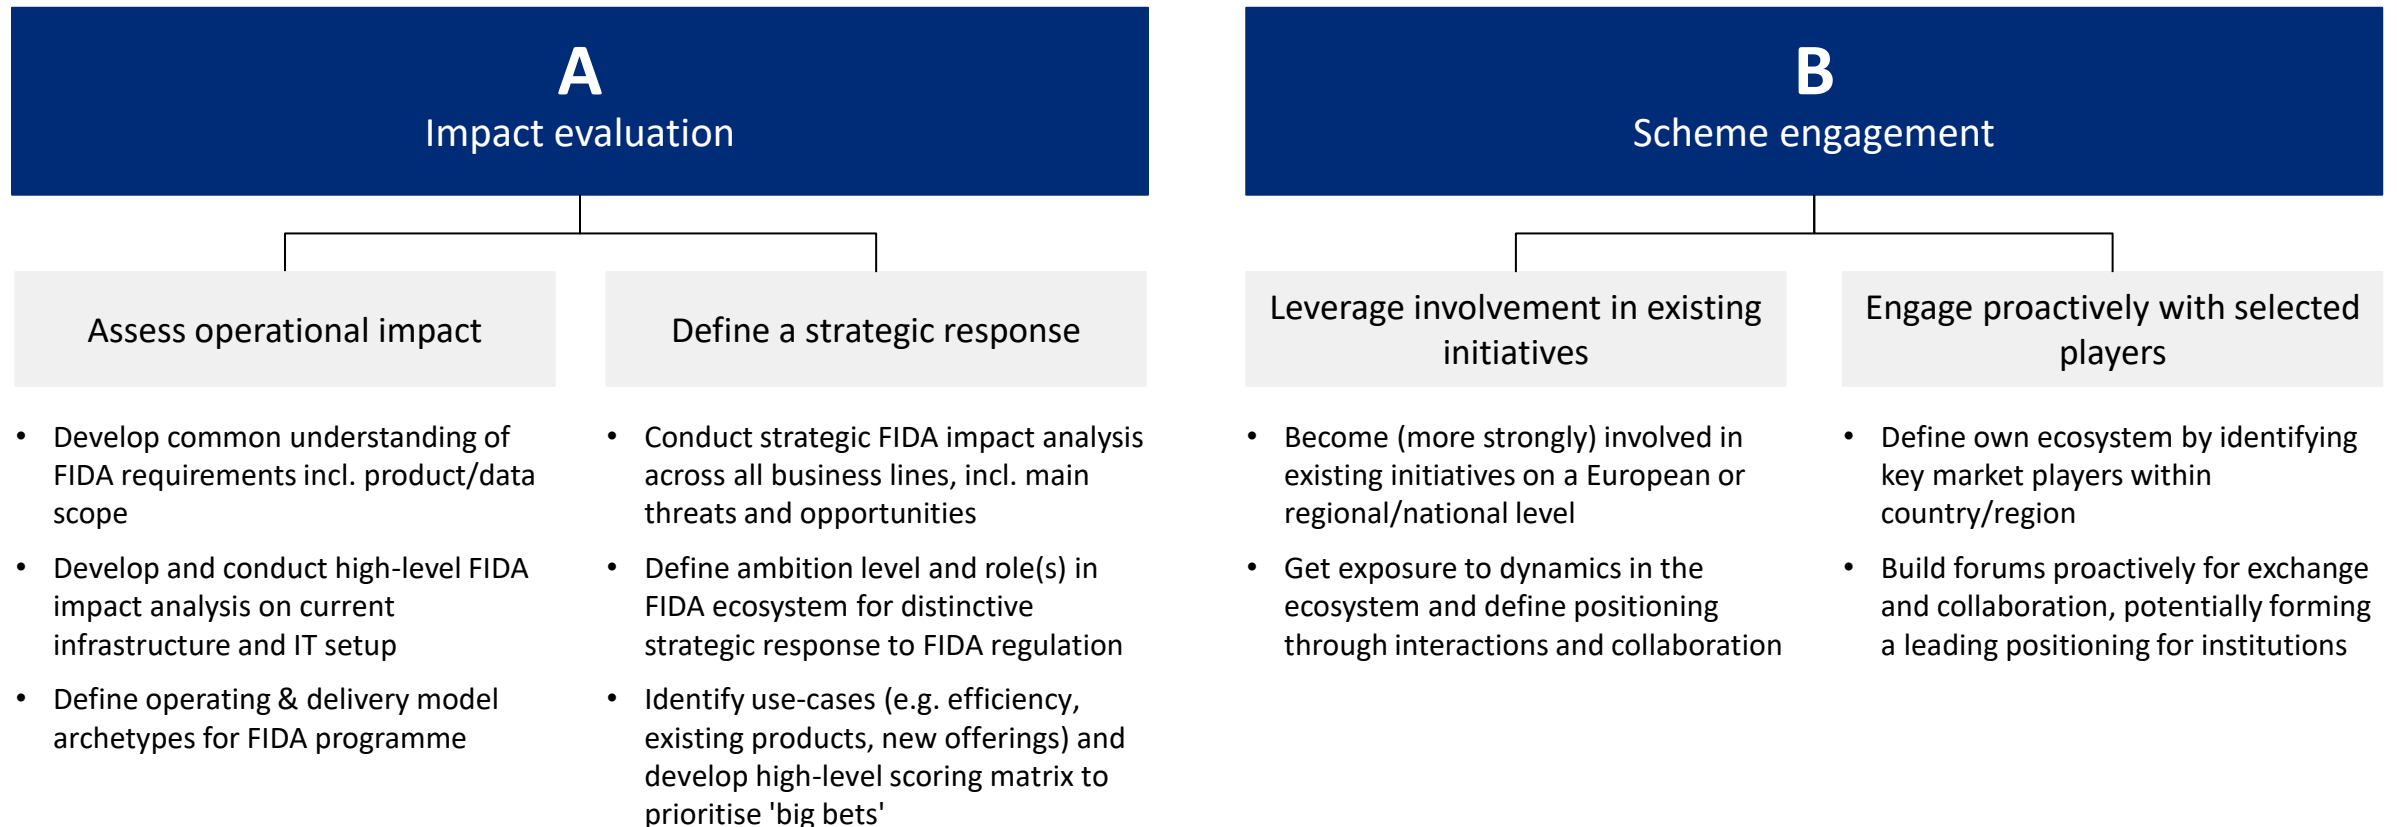 A
Impact evaluation
Assess operational impact
• Develop common understanding of
FIDA requirements incl. product/data
scope
• Develop and conduct high-level FIDA
impact analysis on current
infrastructure and IT setup
• Define operating & delivery model
archetypes for FIDA programme
Define a strategic response
• Conduct strategic FIDA impact analysis
across all business lines, incl. main
threats and opportunities
• Define ambition level and role(s) in
FIDA ecosystem for distinctive
strategic response to FIDA regulation
• Identify use-cases (e.g. efficiency,
existing products, new offerings) and
develop high-level scoring matrix to
prioritise 'big bets'
B
Scheme engagement
Leverage involvement in existing
initiatives
• Become (more strongly) involved in
existing initiatives on a European or
regional/national level
• Get exposure to dynamics in the
ecosystem and define positioning
through interactions and collaboration
Engage proactively with selected
players
• Define own ecosystem by identifying
key market players within
country/region
• Build forums proactively for exchange
and collaboration, potentially forming
a leading positioning for institutions